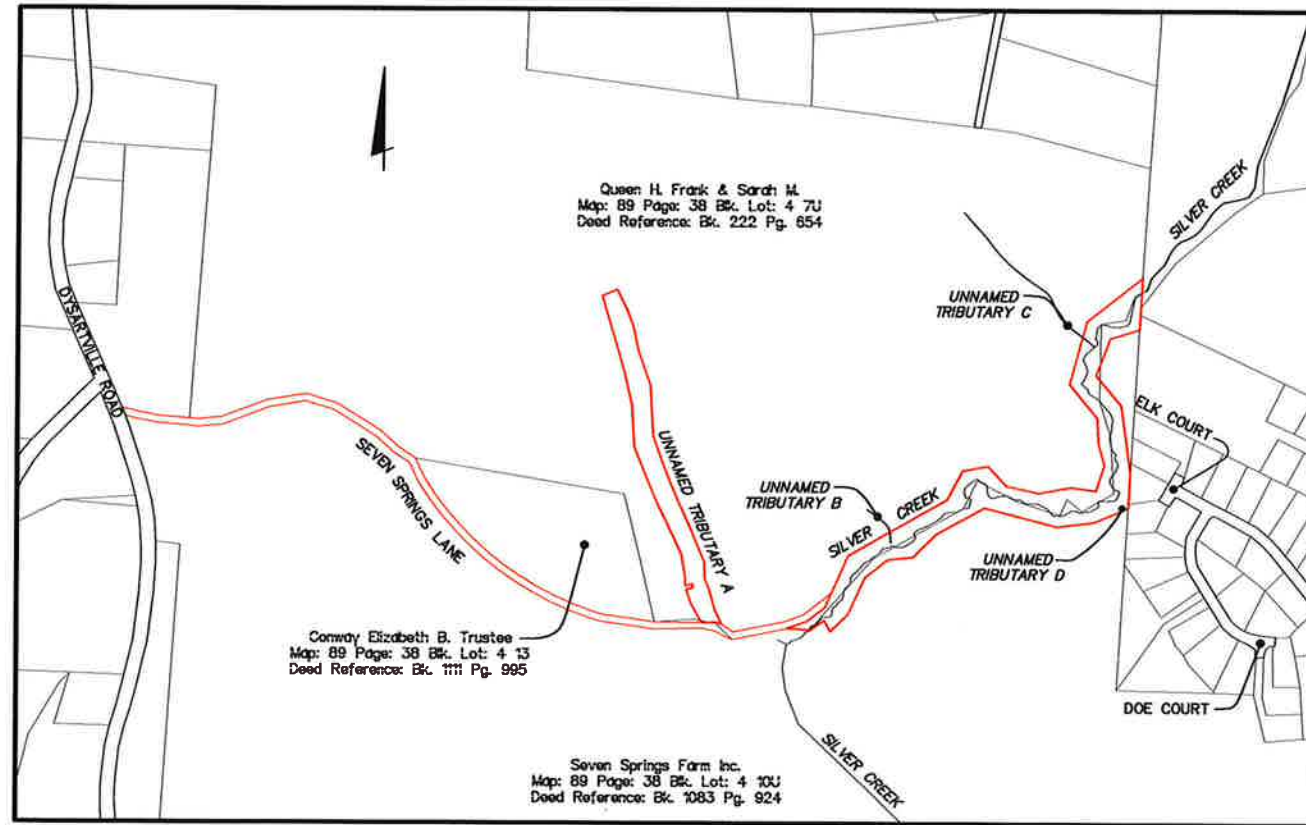 Queen H. Frank & Sarah M.
Map: 89 Page: 38 Blk. Lot: 4 7U
Deed Reference: Bk. 222 Pg. 654
SILVER CREEK
UNNAMED
TRIBUTARY C
DYSARTVILLE ROAD
ELK COURT
SEVEN SPRINGS LANE
UNNAMED TRIBUTARY A
UNNAMED
TRIBUTARY B
SILVER CREEK
UNNAMED
TRIBUTARY D
Conway Elizabeth B. Trustee
Map: 89 Page: 38 Blk. Lot: 4 13
Deed Reference: Bk. 1111 Pg. 995
DOE COURT
SILVER CREEK
Seven Springs Farm Inc.
Map: 89 Page: 38 Blk. Lot: 4 10U
Deed Reference: Bk. 1083 Pg. 924